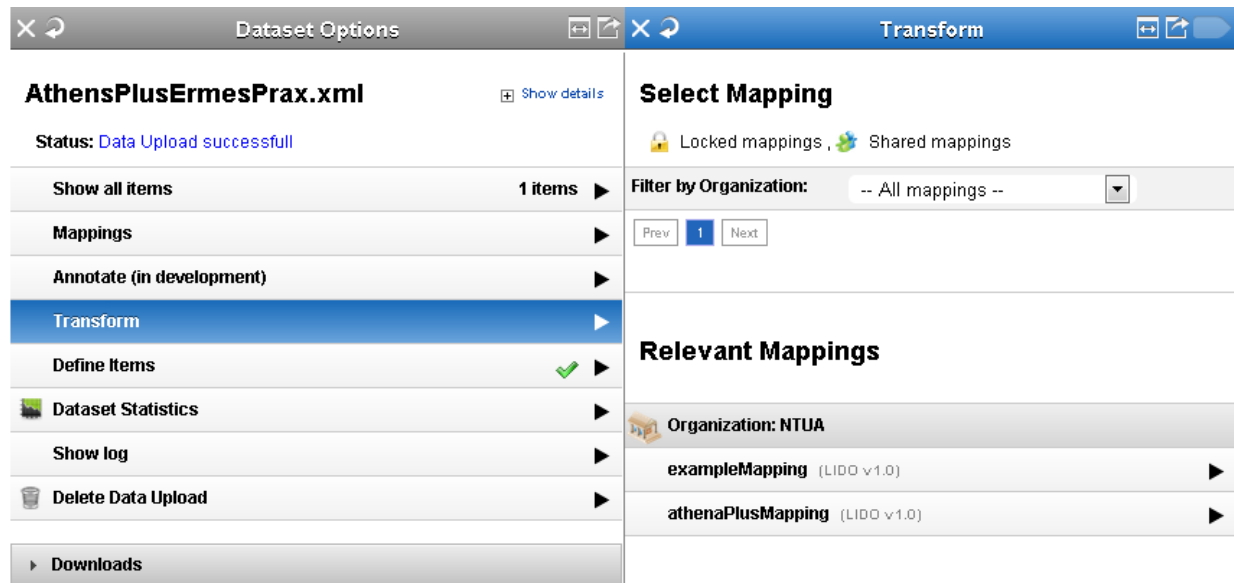 Dataset Options
AthensPlusErmesPrax.xml
Show details
Status: Data Upload successfull
Show all items 1 items
Mappings
Annotate (in development)
Transform
Define Items
Dataset Statistics
Show log
Delete Data Upload
Downloads
Transform
Select Mapping
Locked mappings , Shared mappings
Filter by Organization: -- All mappings --
Prev 1 Next
Relevant Mappings
Organization: NTUA
exampleMapping (LIDO v1.0)
athenaPlusMapping (LIDO v1.0)